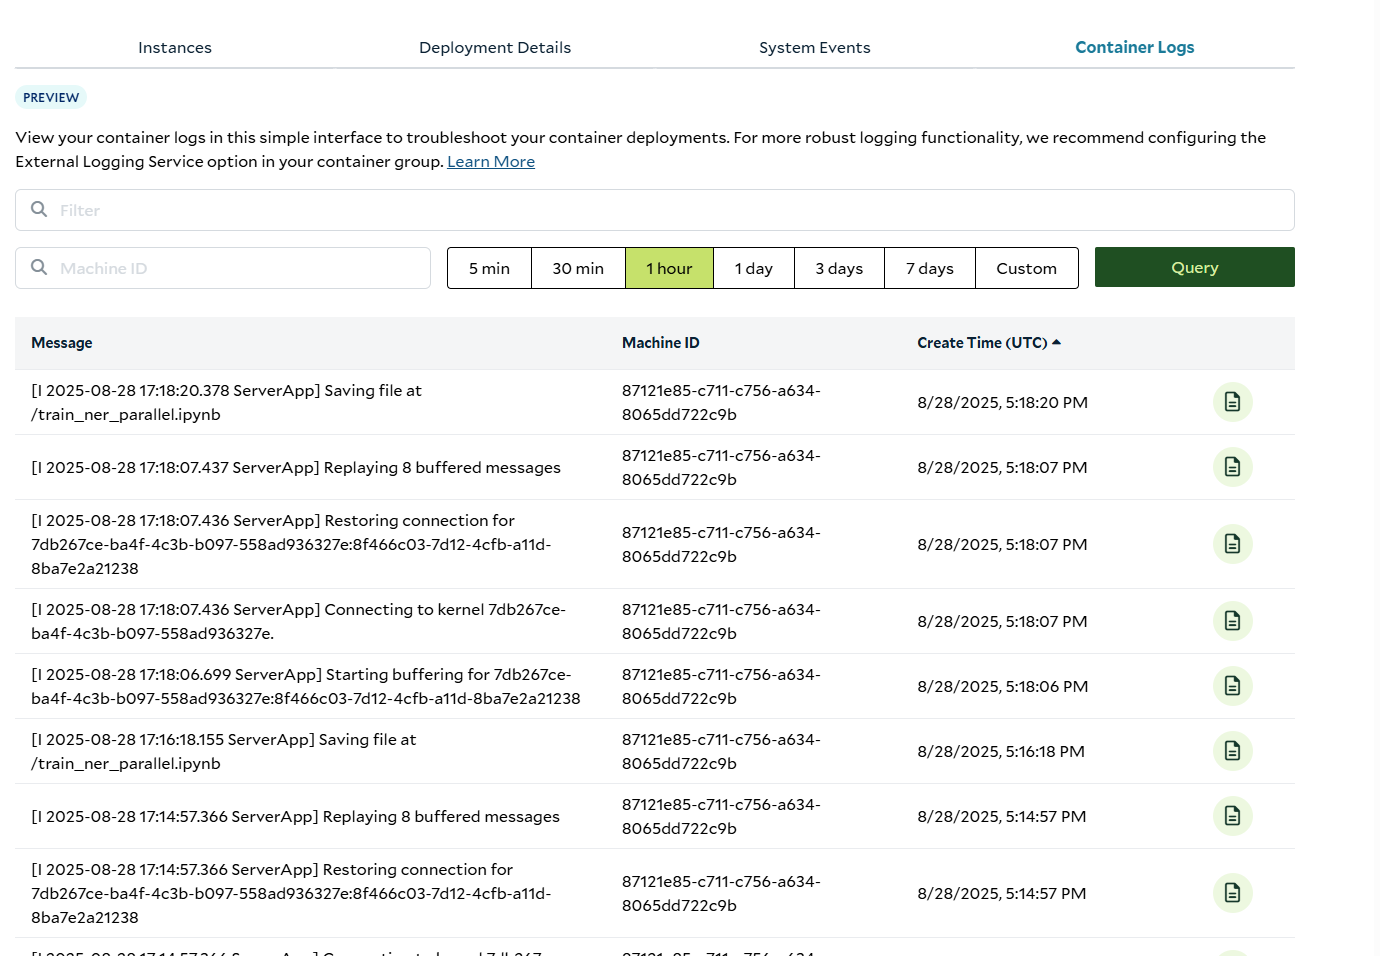 Instances Deployment Details System Events Container Logs
PREVIEW
View your container logs in this simple interface to troubleshoot your container deployments. For more robust logging functionality, we recommend configuring the
External Logging Service option in your container group. Learn More
Filter
Machine ID 5 min 30 min 1 hour 1 day 3 days 7 days Custom Query
Message Machine ID Create Time (UTC)
[I 2025-08-28 17:18:20.378 ServerApp] Saving file at
/train_ner_parallel.ipynb
87121e85-c711-c756-a634-
8065dd722c9b
8/28/2025, 5:18:20 PM
[I 2025-08-28 17:18:07.437 ServerApp] Replaying 8 buffered messages
87121e85-c711-c756-a634-
8065dd722c9b
8/28/2025, 5:18:07 PM
[I 2025-08-28 17:18:07.436 ServerApp] Restoring connection for
7db267ce-ba4f-4c3b-b097-558ad936327e:8f466c03-7d12-4cfb-a11d-
8ba7e2a21238
87121e85-c711-c756-a634-
8065dd722c9b
8/28/2025, 5:18:07 PM
[I 2025-08-28 17:18:07.436 ServerApp] Connecting to kernel 7db267ce-
ba4f-4c3b-b097-558ad936327e.
87121e85-c711-c756-a634-
8065dd722c9b
8/28/2025, 5:18:07 PM
[I 2025-08-28 17:18:06.699 ServerApp] Starting buffering for 7db267ce-
ba4f-4c3b-b097-558ad936327e:8f466c03-7d12-4cfb-a11d-8ba7e2a21238
87121e85-c711-c756-a634-
8065dd722c9b
8/28/2025, 5:18:06 PM
[I 2025-08-28 17:16:18.155 ServerApp] Saving file at
/train_ner_parallel.ipynb
87121e85-c711-c756-a634-
8065dd722c9b
8/28/2025, 5:16:18 PM
[I 2025-08-28 17:14:57.366 ServerApp] Replaying 8 buffered messages
87121e85-c711-c756-a634-
8065dd722c9b
8/28/2025, 5:14:57 PM
[I 2025-08-28 17:14:57.366 ServerApp] Restoring connection for
7db267ce-ba4f-4c3b-b097-558ad936327e:8f466c03-7d12-4cfb-a11d-
8ba7e2a21238
87121e85-c711-c756-a634-
8065dd722c9b
8/28/2025, 5:14:57 PM